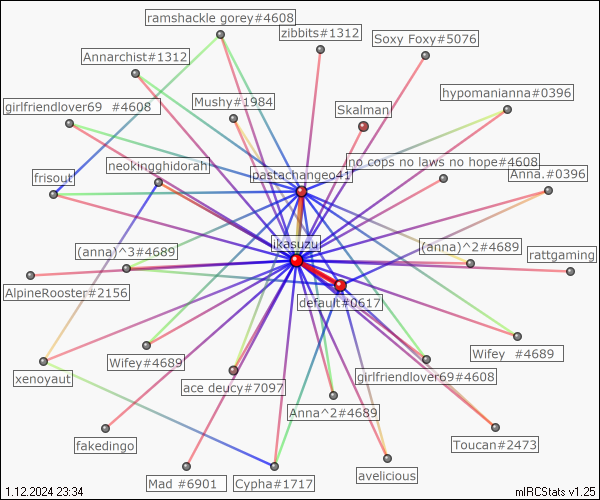 ramshackle gorey#4608
zibbits#1312
Soxy Foxy#5076
Annarchist#1312
hypomanianna#0396
girlfriendlover69 #4608
Mushy#1984
Skalman
no cops no laws no hope#4608
neokingghidorah
frisout
pastachangeo41
Anna.#0396
(anna)^3#4689
ikasuzu
(anna)^2#4689
rattgaming
AlpineRooster#2156
default#0617
Wifey#4689
Wifey #4689
xenoyaut
ace deucy#7097
girlfriendlover69#4608
Anna^2#4689
fakedingo
Toucan#2473
Mad #6901
Cypha#1717
avelicious
1.12.2024 23:34
mIRCStats v1.25